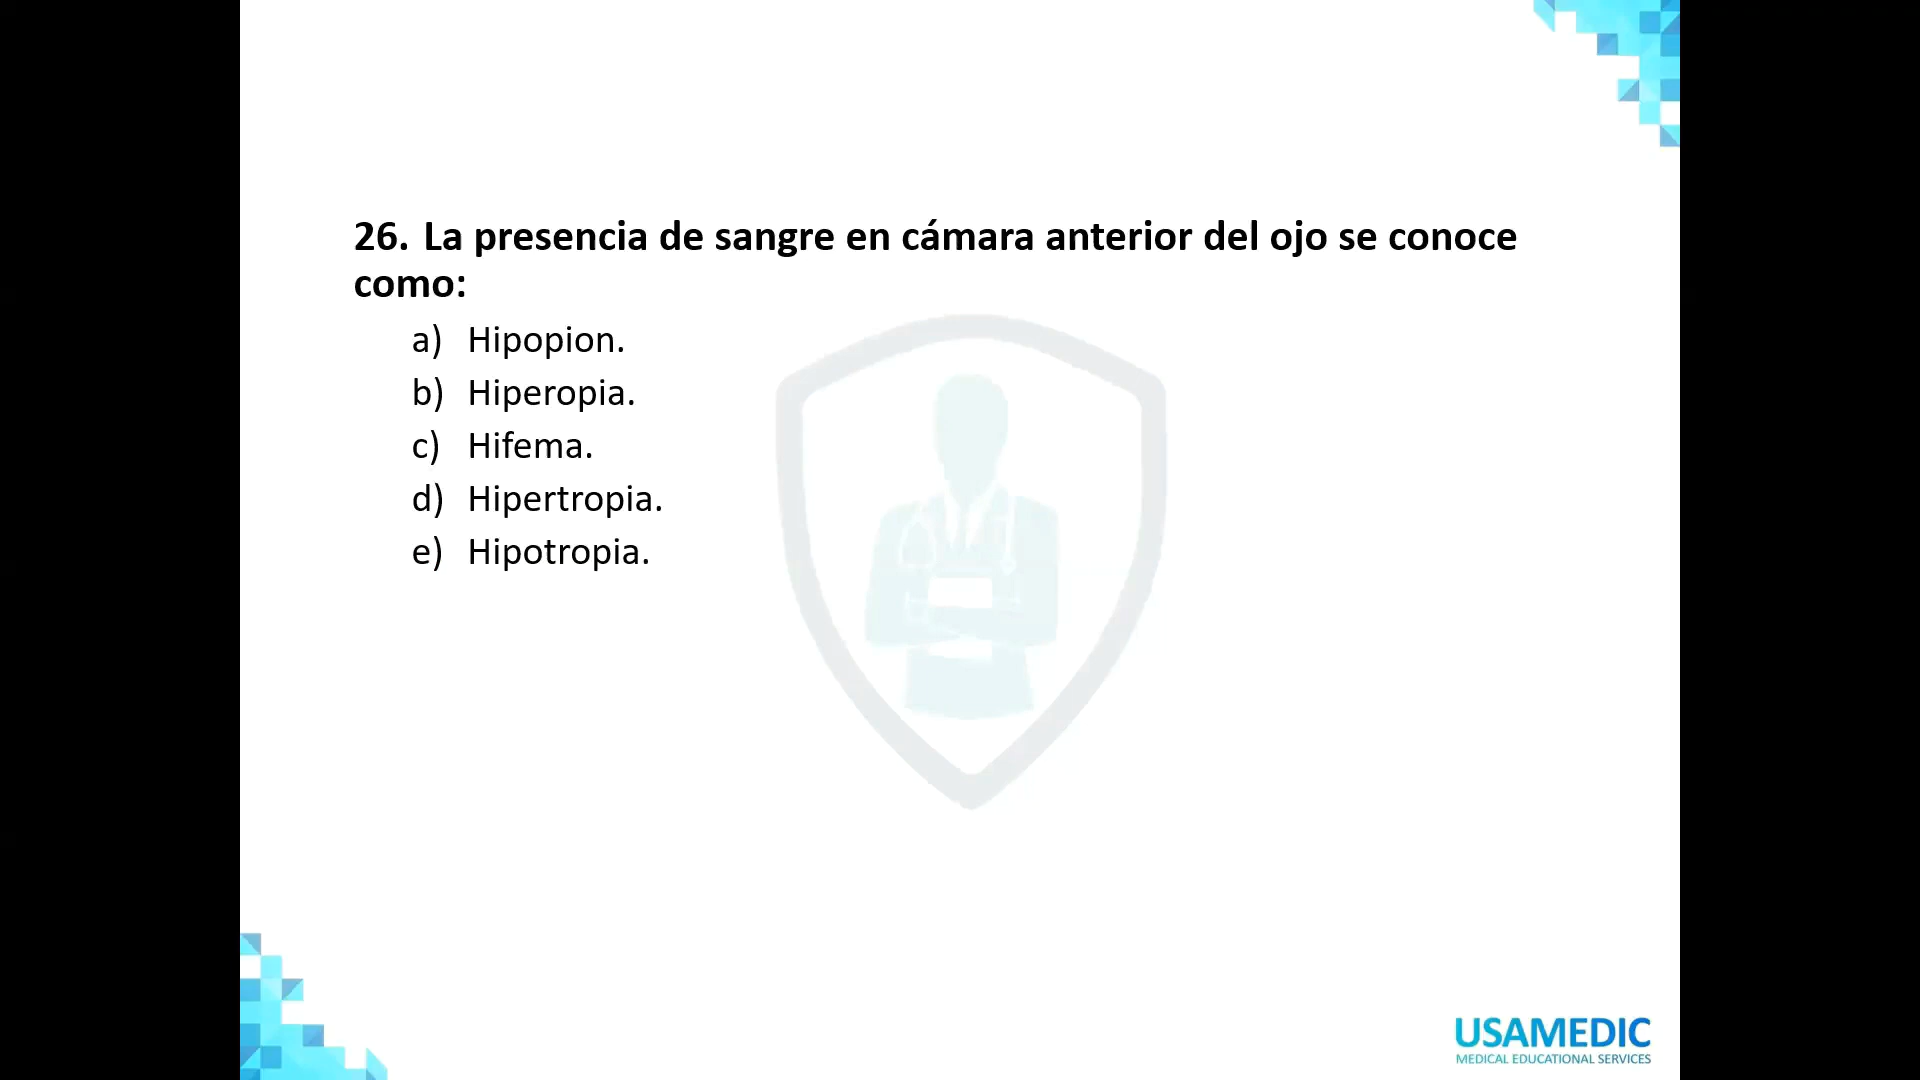 26. La presencia de sangre en cámara anterior del ojo se conoce
como:
a) Hipopion.
b) Hiperopia.
c) Hifema.
d) Hipertropia.
e) Hipotropia.
USAMEDIC
MEDICAL EDUCATIONAL SERVICES